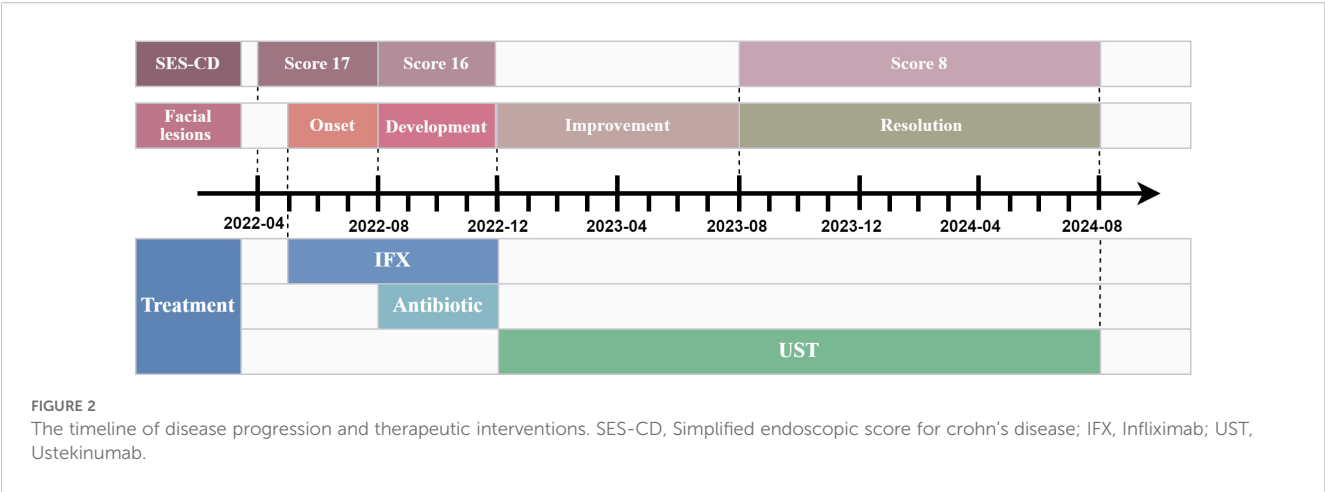 SES-CD Score 17 Score 16 Score 8
Facial
lesions
Onset Development Improvement Resolution
2022-04 2022-08 2022-12 2023-04 2023-08 2023-12 2024-04 2024-08
IFX
Treatment Antibiotic
UST
FIGURE 2
The timeline of disease progression and therapeutic interventions. SES-CD, Simplified endoscopic score for crohn's disease; IFX, Infliximab; UST,
Ustekinumab.